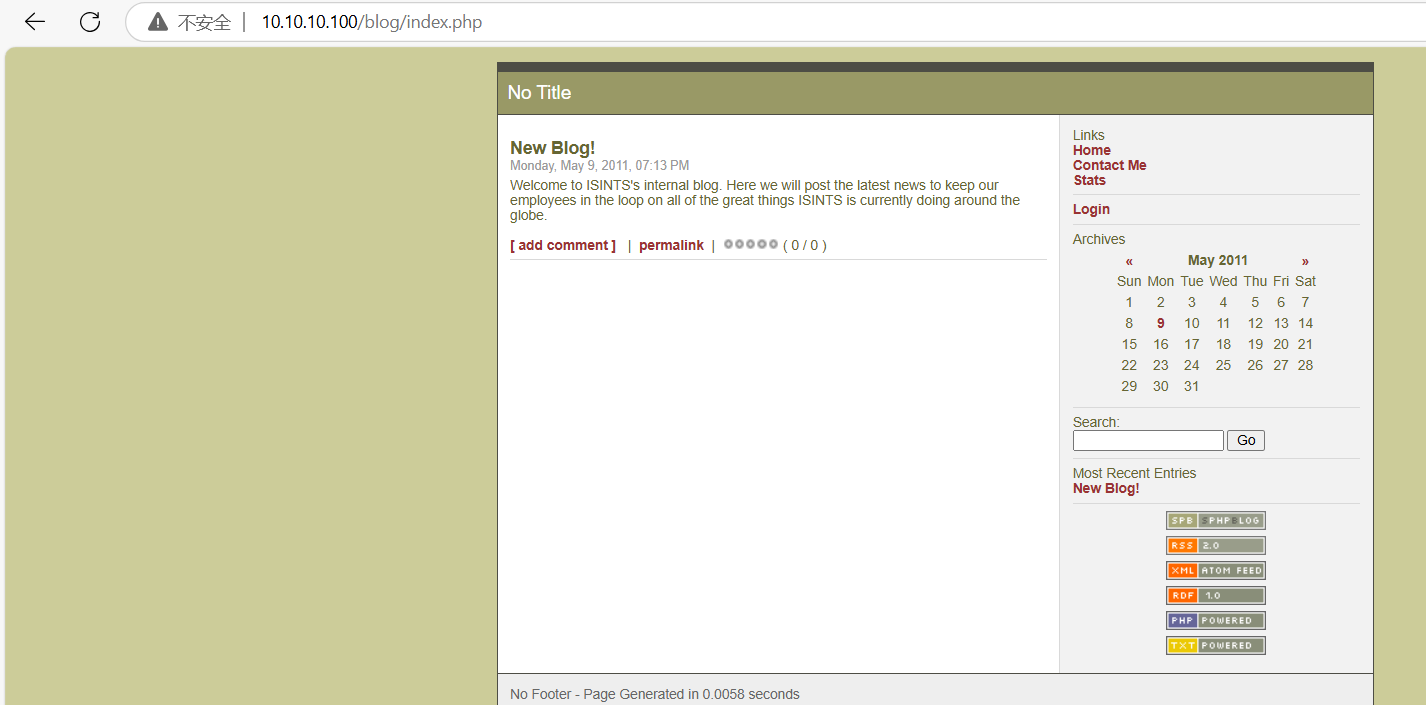 不安全 | 10.10.10.100/blog/index.php
No Title
New Blog!
Monday, May 9, 2011, 07:13 PM
Welcome to ISINTS's internal blog. Here we will post the latest news to keep our
employees in the loop on all of the great things ISINTS is currently doing around the
globe.
[ add comment ] | permalink | ( 0 / 0 )
Links
Home
Contact Me
Stats
Login
Archives
« May 2011 »
Sun Mon Tue Wed Thu Fri Sat
1 2 3 4 5 6 7
8 9 10 11 12 13 14
15 16 17 18 19 20 21
22 23 24 25 26 27 28
29 30 31
Search:
Go
Most Recent Entries
New Blog!
SPB SPHPBLOG
RSS 2.0
XML ATOM FEED
RDF 1.0
PHP POWERED
TXT POWERED
No Footer - Page Generated in 0.0058 seconds